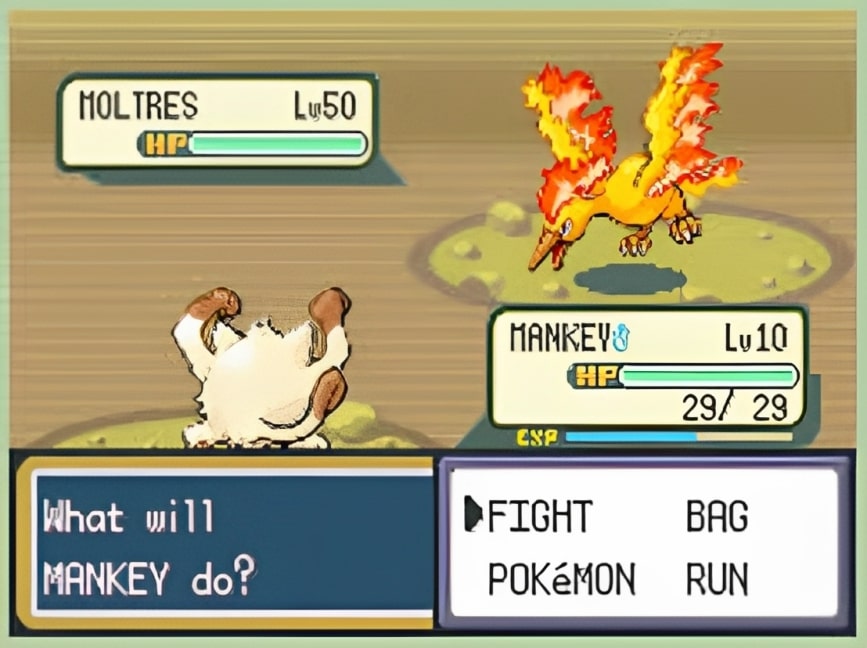 MOLTRES Lv50
HP
MANKEY♂ Lv10
HP
29/ 29
EXP
What will
MANKEY do?
FIGHT BAG
POKéMON RUN